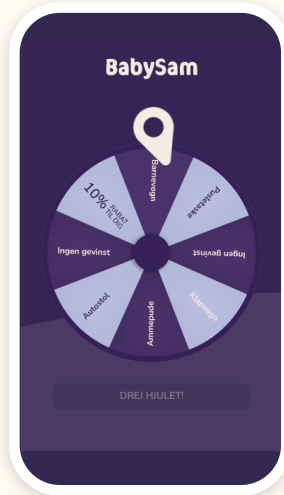 BabySam
Barnevogn
Pusletaske
Ingen gevinst
Klapvogn
Ammepude
Autostol
Ingen gevinst
10%
RABAT
TIL DIG
DREJ HJULET!